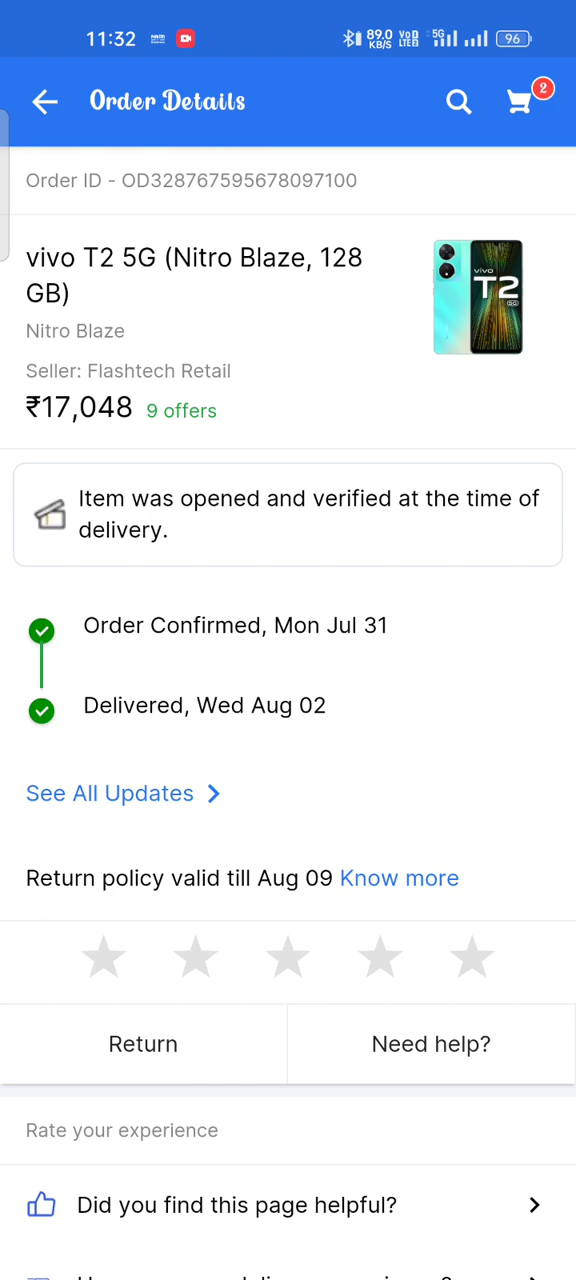 11:32
89.0
KB/S
5G
96
Order Details
2
Order ID - OD328767595678097100
vivo T2 5G (Nitro Blaze, 128
GB)
vivo
T2
5G
Nitro Blaze
Seller: Flashtech Retail
₹17,048 9 offers
Item was opened and verified at the time of
delivery.
Order Confirmed, Mon Jul 31
Delivered, Wed Aug 02
See All Updates
Return policy valid till Aug 09 Know more
Return
Need help?
Rate your experience
Did you find this page helpful?